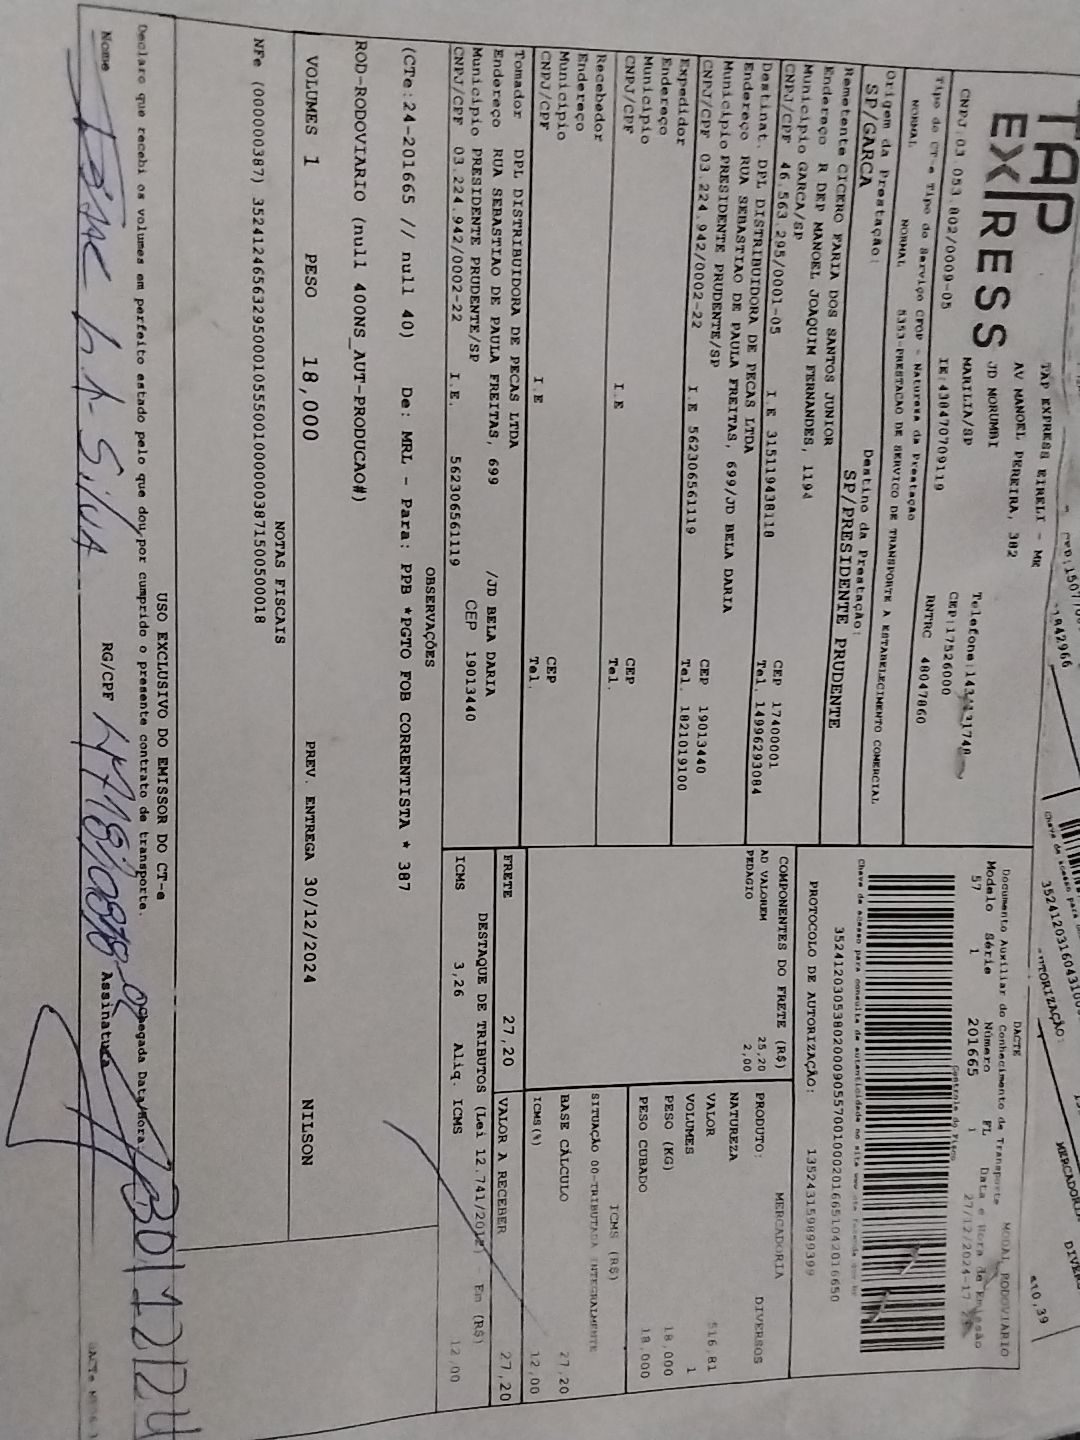 TAP
EXPRESS
TAP EXPRESS EIRELI - ME
AV MANOEL PEREIRA, 382
JD MORUMBI
MARILIA/SP
CEP:17526000
CNPJ:03 053.802/0009-05
IE:438470709119
RNTRC 48047860
Tipo do CT-e Tipo do Serviço CFOP - Natureza da Prestação
NORMAL NORMAL 5353-PRESTACAO DE SERVICO DE TRANSPORTE A ESTABELECIMENTO COMERCIAL
Origem da Prestação: Destino da Prestação:
SP/GARCA SP/PRESIDENTE PRUDENTE
Remetente CICERO FARIA DOS SANTOS JUNIOR
Endereço R DEP MANOEL JOAQUIM FERNANDES, 1194
Município GARCA/SP CEP 17400001
CNPJ/CPF 46.563.295/0001-05 I.E 315119438118 Tel. 14996293084
Destinat. DPL DISTRIBUIDORA DE PECAS LTDA
Endereço RUA SEBASTIAO DE PAULA FREITAS, 699/JD BELA DARIA
Município PRESIDENTE PRUDENTE/SP CEP 19013440
CNPJ/CPF 03.224.942/0002-22 I.E 562306561119 Tel. 1821019100
Expedidor
Endereço
Município CEP
CNPJ/CPF I.E Tel.
Recebedor
Endereço
Município CEP
CNPJ/CPF I.E Tel.
Tomador DPL DISTRIBUIDORA DE PECAS LTDA
Endereço RUA SEBASTIAO DE PAULA FREITAS, 699 /JD BELA DARIA
Município PRESIDENTE PRUDENTE/SP CEP 19013440
CNPJ/CPF 03.224.942/0002-22 I.E. 562306561119
DACTE
Documento Auxiliar do Conhecimento de Transporte
MODAL RODOVIARIO
Modelo Série Número FL Data e Hora de Emissão
57 1 201665 1 27/12/2024-17
Controle do Fisco
Chave de acesso para consulta de autenticidade no site
35241203053802000905570010002016651042016650
PROTOCOLO DE AUTORIZAÇÃO: 135243159899399
COMPONENTES DO FRETE (R$)
AD VALOREM 25,20
PEDAGIO 2,00
PRODUTO: MERCADORIA DIVERSOS
NATUREZA
VALOR 516,81
VOLUMES 1
PESO (KG) 18,000
PESO CUBADO 18,000
ICMS (R$)
SITUAÇÃO 00-TRIBUTADA INTEGRALMENTE
BASE CÁLCULO 27,20
ICMS(%) 12,00
FRETE 27,20 VALOR A RECEBER 27,20
DESTAQUE DE TRIBUTOS (Lei 12.741/2012) - Em (R$)
ICMS 3,26 Aliq. ICMS 12,00
OBSERVAÇÕES
(CTe:24-201665 // null 40) De: MRL - Para: PPB *PGTO FOB CORRENTISTA * 387
ROD-RODOVIARIO (null 400NS_AUT-PRODUCAO#)
VOLUMES 1 PESO 18,000 PREV. ENTREGA 30/12/2024 NILSON
NOTAS FISCAIS
NFe (000000387) 35241246563295000105550010000003871500500018
USO EXCLUSIVO DO EMISSOR DO CT-e
Declaro que recebi os volumes em perfeito estado pelo que dou por cumprido o presente contrato de transporte.
Chegada Data/Hora:
30/12/24
Nome Silva RG/CPF Assinatura
MERCADORIA